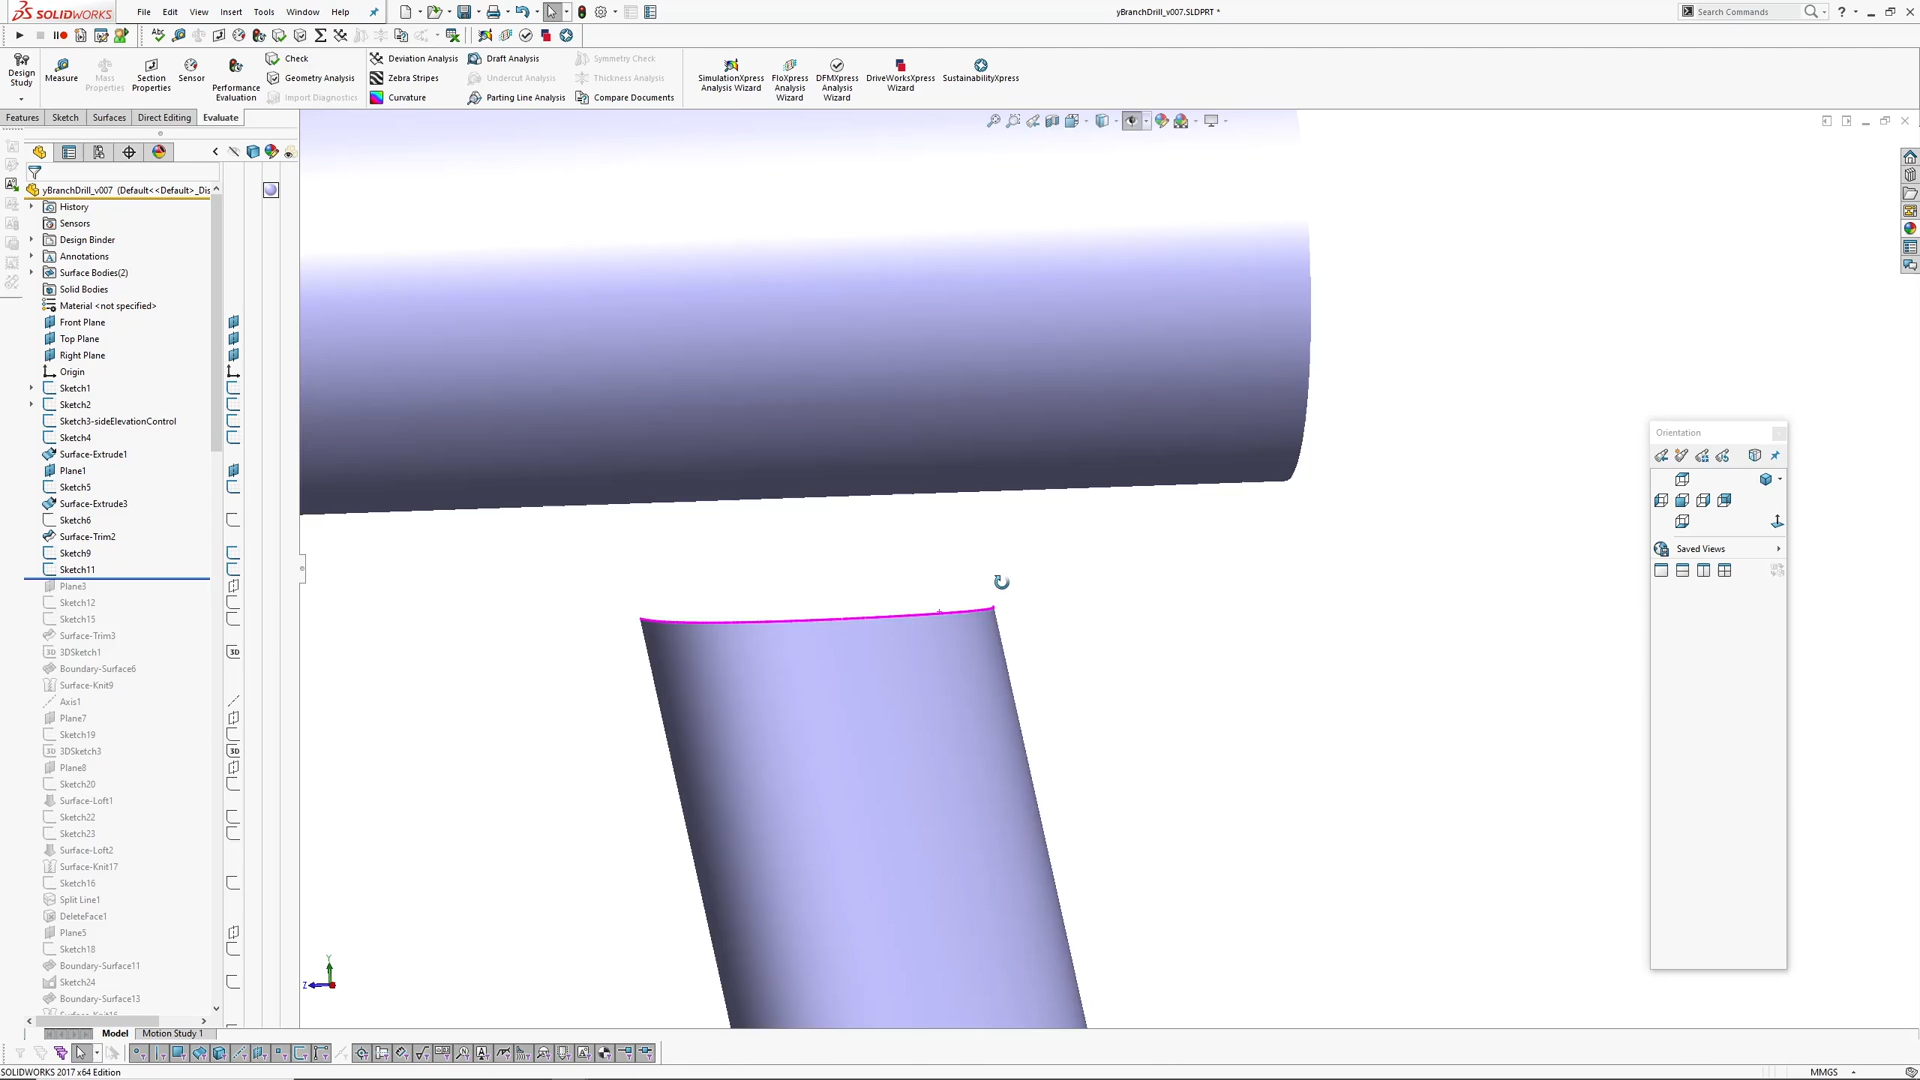 SOLIDWORKS
File
Edit
View
Insert
Tools
Window
Help
yBranchDrill_v007.SLDPRT *
Search Commands
Design
Study
Measure
Mass
Properties
Section
Properties
Sensor
Performance
Evaluation
Check
Geometry Analysis
Import Diagnostics
Deviation Analysis
Zebra Stripes
Curvature
Draft Analysis
Undercut Analysis
Parting Line Analysis
Symmetry Check
Thickness Analysis
Compare Documents
SimulationXpress
Analysis Wizard
FloXpress
Analysis
Wizard
DFMXpress
Analysis
Wizard
DriveWorksXpress
Wizard
SustainabilityXpress
Features
Sketch
Surfaces
Direct Editing
Evaluate
yBranchDrill_v007 (Default<<Default>_Dis
History
Sensors
Design Binder
Annotations
Surface Bodies(2)
Solid Bodies
Material <not specified>
Front Plane
Top Plane
Right Plane
Origin
Sketch1
Sketch2
Sketch3-sideElevationControl
Sketch4
Surface-Extrude1
Plane1
Sketch5
Surface-Extrude3
Sketch6
Surface-Trim2
Sketch9
Sketch11
Plane3
Sketch12
Sketch15
Surface-Trim3
3DSketch1
Boundary-Surface6
Surface-Knit9
Axis1
Plane7
Sketch19
3DSketch3
Plane8
Sketch20
Surface-Loft1
Sketch22
Sketch23
Surface-Loft2
Surface-Knit17
Sketch16
Split Line1
DeleteFace1
Plane5
Sketch18
Boundary-Surface11
Sketch24
Boundary-Surface13
Orientation
Saved Views
Y
Z
Model
Motion Study 1
SOLIDWORKS 2017 x64 Edition
MMGS